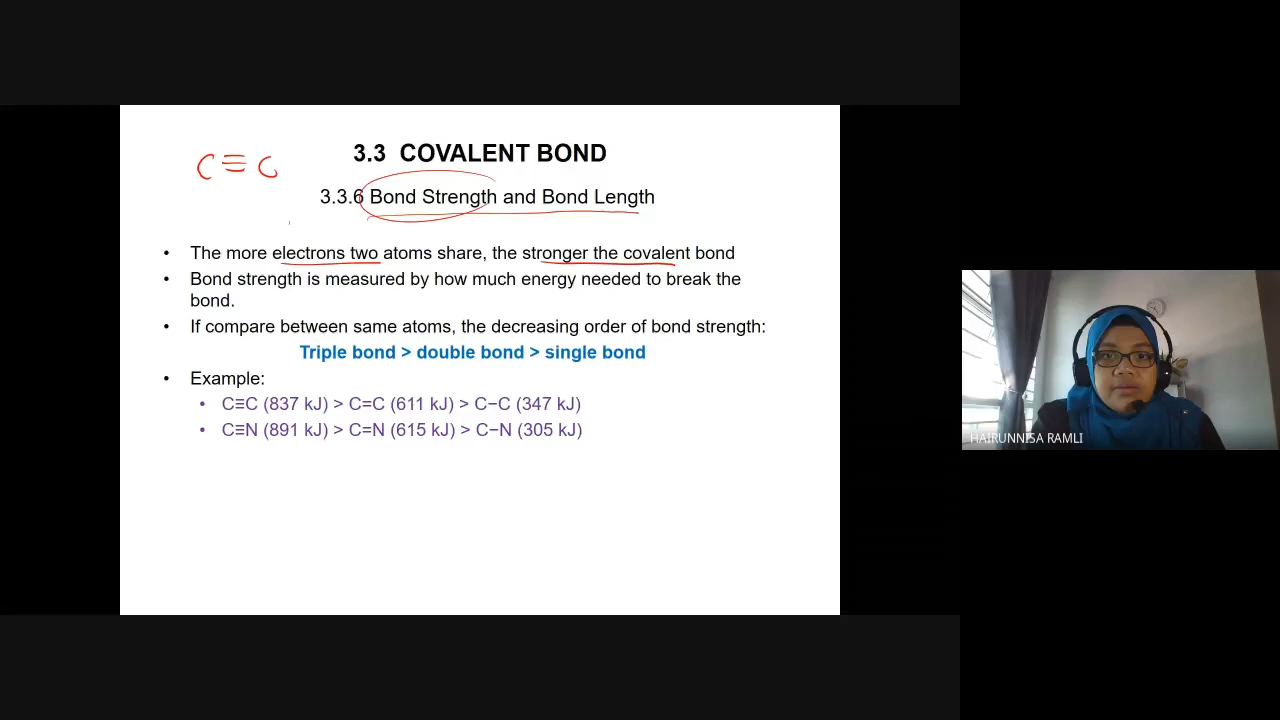 C≡C
3.3 COVALENT BOND
3.3.6 Bond Strength and Bond Length
• The more electrons two atoms share, the stronger the covalent bond
• Bond strength is measured by how much energy needed to break the
bond.
• If compare between same atoms, the decreasing order of bond strength:
Triple bond > double bond > single bond
• Example:
• C≡C (837 kJ) > C=C (611 kJ) > C−C (347 kJ)
• C≡N (891 kJ) > C=N (615 kJ) > C−N (305 kJ)
HAIRUNNISA RAMLI